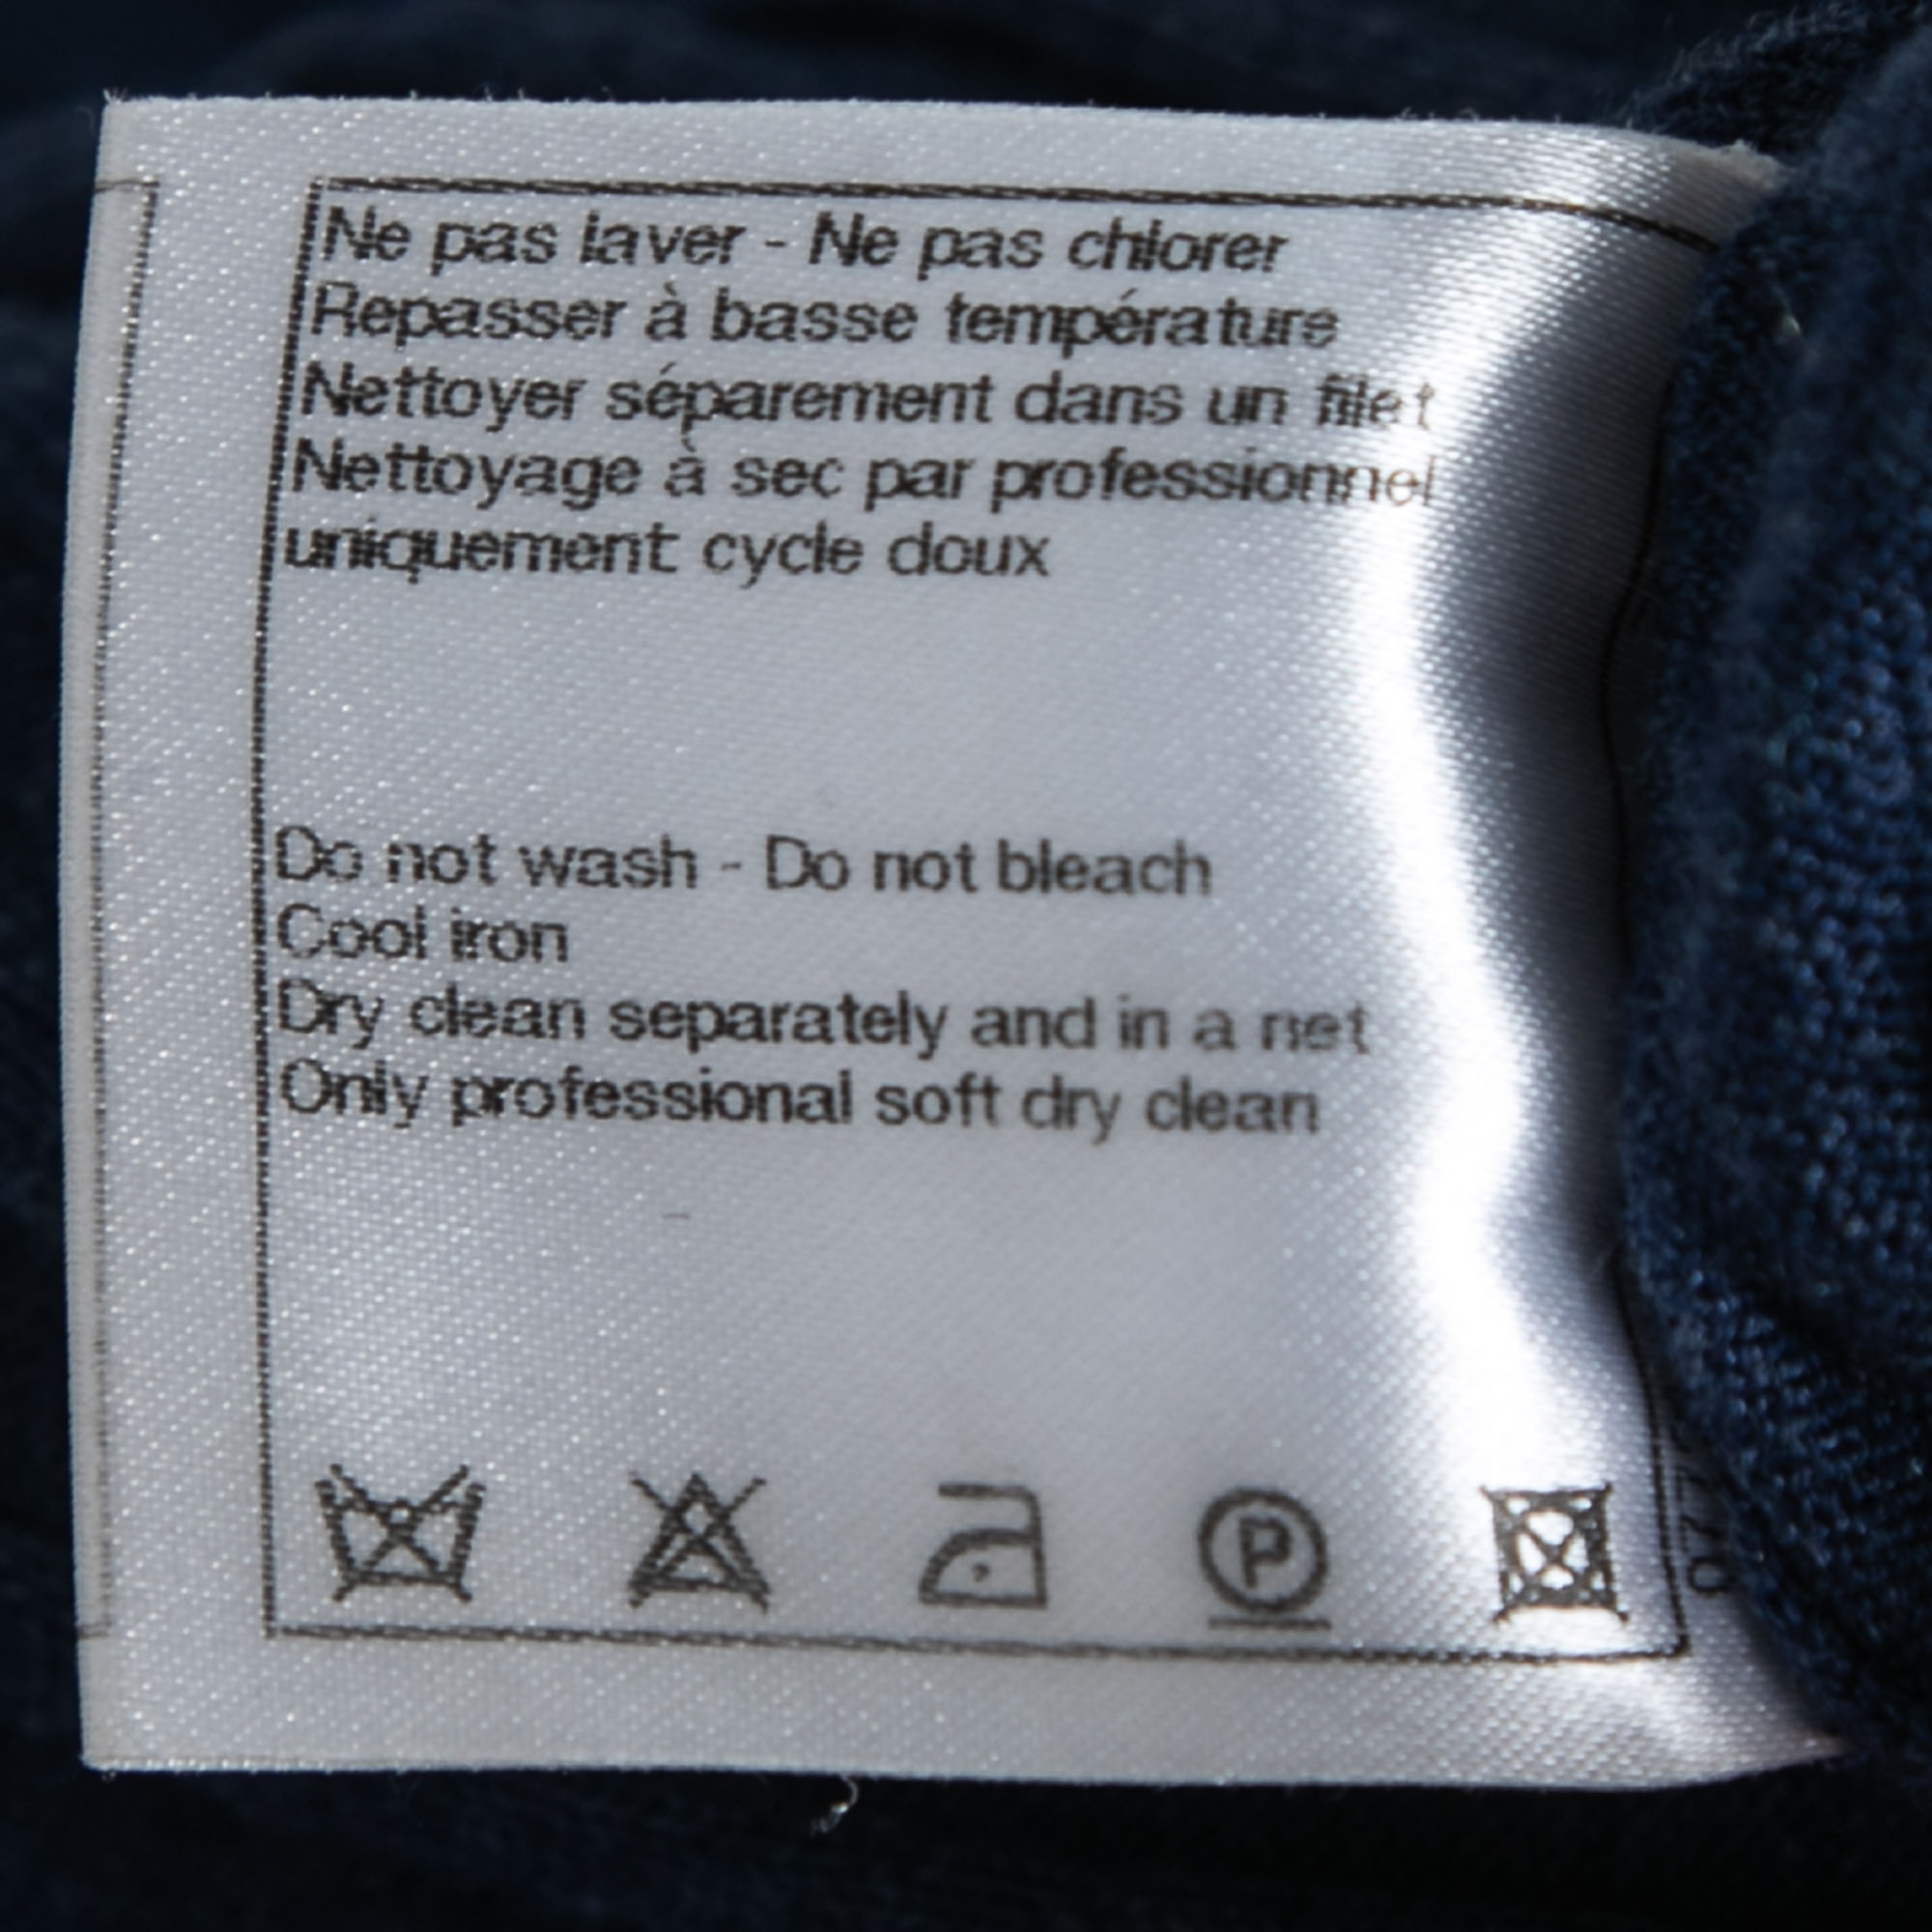 Ne pas laver - Ne pas chlorer
Repasser à basse température
Nettoyer séparement dans un filet
Nettoyage à sec par professionnel
uniquement cycle doux
Do not wash - Do not bleach
Cool iron
Dry clean separately and in a net
Only professional soft dry clean
P